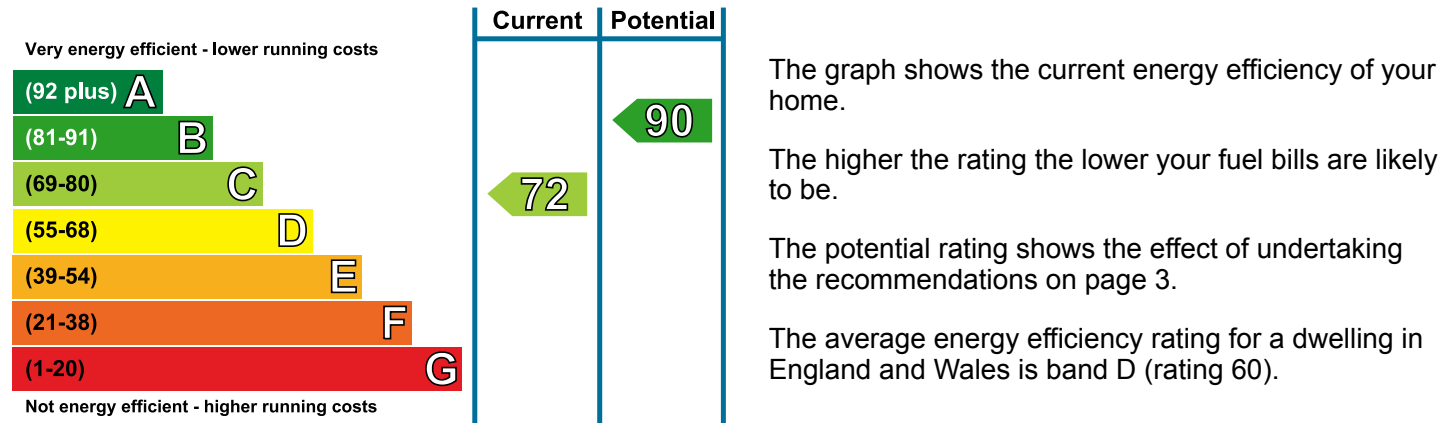 Current Potential
Very energy efficient - lower running costs
(92 plus) A
(81-91) B
(69-80) C
(55-68) D
(39-54) E
(21-38) F
(1-20) G
Not energy efficient - higher running costs
90
72
The graph shows the current energy efficiency of your
home.
The higher the rating the lower your fuel bills are likely
to be.
The potential rating shows the effect of undertaking
the recommendations on page 3.
The average energy efficiency rating for a dwelling in
England and Wales is band D (rating 60).